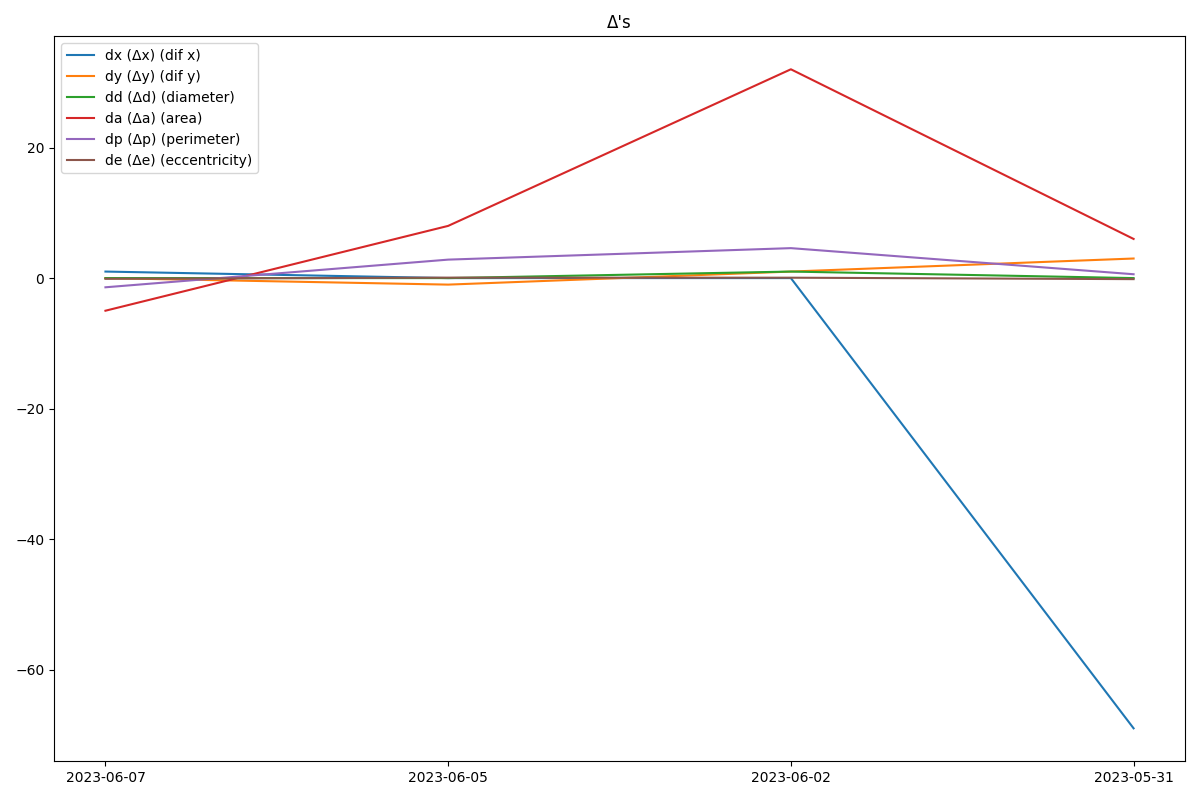 Δ's
dx (Δx) (dif x)
dy (Δy) (dif y)
dd (Δd) (diameter)
da (Δa) (area)
dp (Δp) (perimeter)
de (Δe) (eccentricity)
20
0
−20
−40
−60
2023-06-07
2023-06-05
2023-06-02
2023-05-31